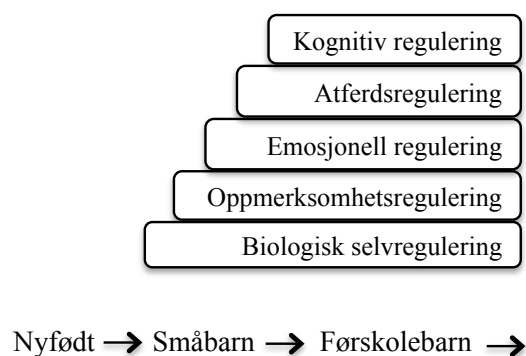 Kognitiv regulering
Atferdsregulering
Emosjonell regulering
Oppmerksomhetsregulering
Biologisk selvregulering
Nyfødt → Småbarn → Førskolebarn →